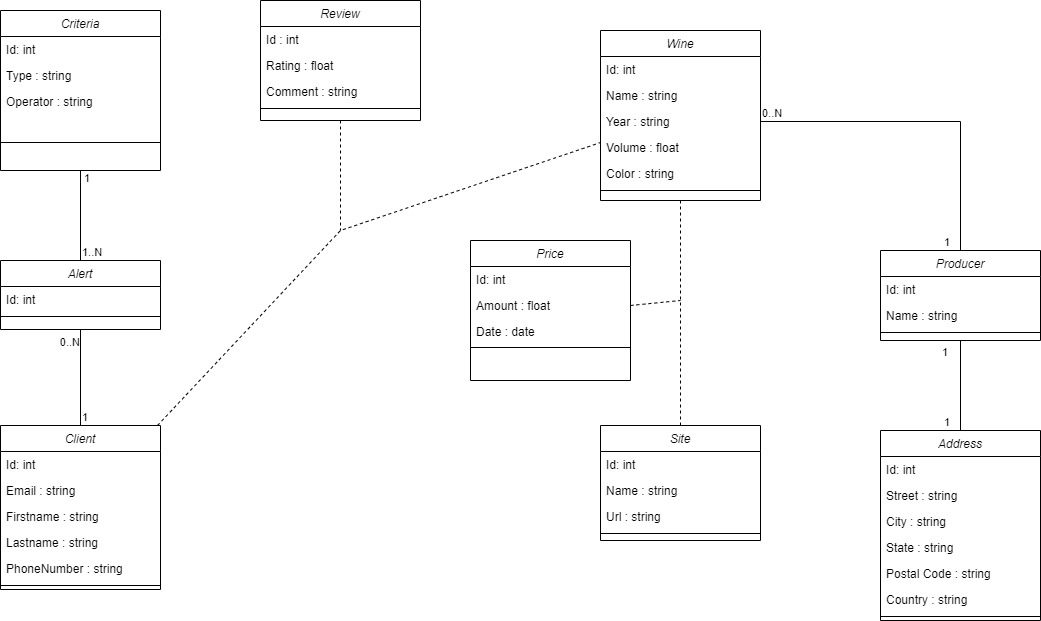 Criteria
Id: int
Type : string
Operator : string
1
1..N
Alert
Id: int
0..N
1
Client
Id: int
Email : string
Firstname : string
Lastname : string
PhoneNumber : string
Review
Id : int
Rating : float
Comment : string
Wine
Id: int
Name : string
Year : string
Volume : float
Color : string
0..N
1
Price
Id: int
Amount : float
Date : date
Site
Id: int
Name : string
Url : string
Producer
Id: int
Name : string
1
1
Address
Id: int
Street : string
City : string
State : string
Postal Code : string
Country : string